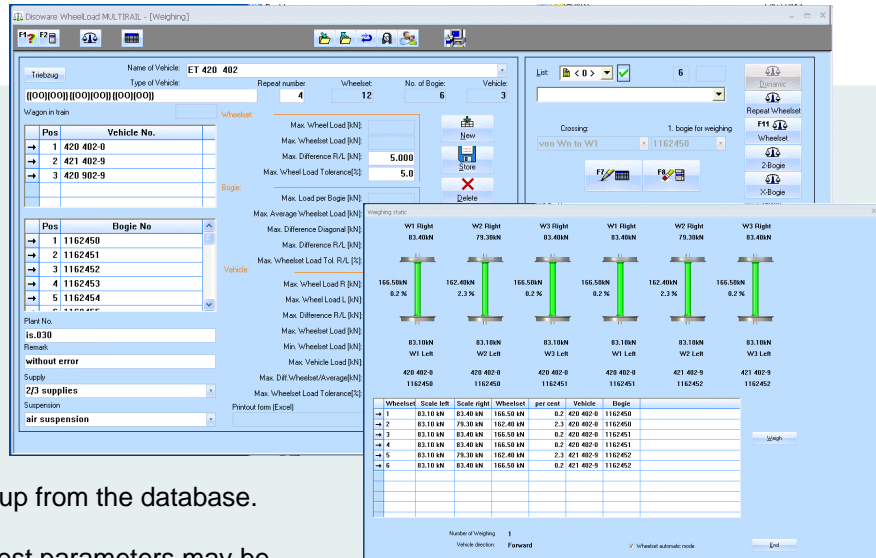 Disoware WheelLoad MULTIRAIL - [Weighing]
F1 ? F2
Triebzug
Name of Vehicle: ET 420 402
Type of Vehicle: Repeat number Wheelset: No. of Bogie: Vehicle:
{(OO)(OO)}{(OO)(OO)}{(OO)(OO)} 4 12 6 3
Wagon in train
Pos Vehicle No.
→ 1 420 402-0
→ 2 421 402-9
→ 3 420 902-9
Pos Bogie No
→ 1 1162450
→ 2 1162451
→ 3 1162452
→ 4 1162453
→ 5 1162454
Plant No.
is.030
Remark
without error
Supply
2/3 supplies
Suspension
air suspension
Wheelset:
Max. Wheel Load [kN]:
Max. Wheelset Load [kN]:
Max. Difference R/L [kN]: 5.000
Max. Wheel Load Tolerance[%]: 5.0
Bogie:
Max. Load per Bogie [kN]:
Max. Average Wheelset Load [kN]:
Max. Difference Diagonal [kN]:
Max. Difference R/L [kN]:
Max. Wheelset Load Tol. R/L [%]:
Vehicle:
Max. Wheel Load R [kN]:
Max. Wheel Load L [kN]:
Max. Difference R/L [kN]:
Max. Wheelset Load [kN]:
Min. Wheelset Load [kN]:
Max. Vehicle Load [kN]:
Max. Diff.Wheelset/Average[kN]:
Max. Wheelset Load Tolerance[%]:
Printout form (Excel)
New
Store
Delete
List: < 0 > 6
Crossing: 1. bogie for weighing
von Wn to W1 1162450
F7 F8
Dynamic
Repeat Wheelset
F11
Wheelset
2-Bogie
X-Bogie
Weighing static X
W1 Right W2 Right W3 Right W1 Right W2 Right W3 Right
83.40kN 79.30kN 83.40kN 83.40kN 79.30kN 83.40kN
166.50kN 162.40kN 166.50kN 166.50kN 162.40kN 166.50kN
0.2 % 2.3 % 0.2 % 0.2 % 2.3 % 0.2 %
83.10kN 83.10kN 83.10kN 83.10kN 83.10kN 83.10kN
W1 Left W2 Left W3 Left W1 Left W2 Left W3 Left
420 402-0 420 402-0 420 402-0 420 402-0 421 402-9 421 402-9
1162450 1162450 1162451 1162451 1162452 1162452
Wheelset Scale left Scale right Wheelset per cent Vehicle Bogie
→ 1 83.10 kN 83.40 kN 166.50 kN 0.2 420 402-0 1162450
→ 2 83.10 kN 79.30 kN 162.40 kN 2.3 420 402-0 1162450
→ 3 83.10 kN 83.40 kN 166.50 kN 0.2 420 402-0 1162451
→ 4 83.10 kN 83.40 kN 166.50 kN 0.2 420 402-0 1162451
→ 5 83.10 kN 79.30 kN 162.40 kN 2.3 421 402-9 1162452
→ 6 83.10 kN 83.40 kN 166.50 kN 0.2 421 402-9 1162452
Weigh
Number of Weighing 1
Vehicle direction: Forward
Wheelset automatic mode
End
up from the database.
parameters may be